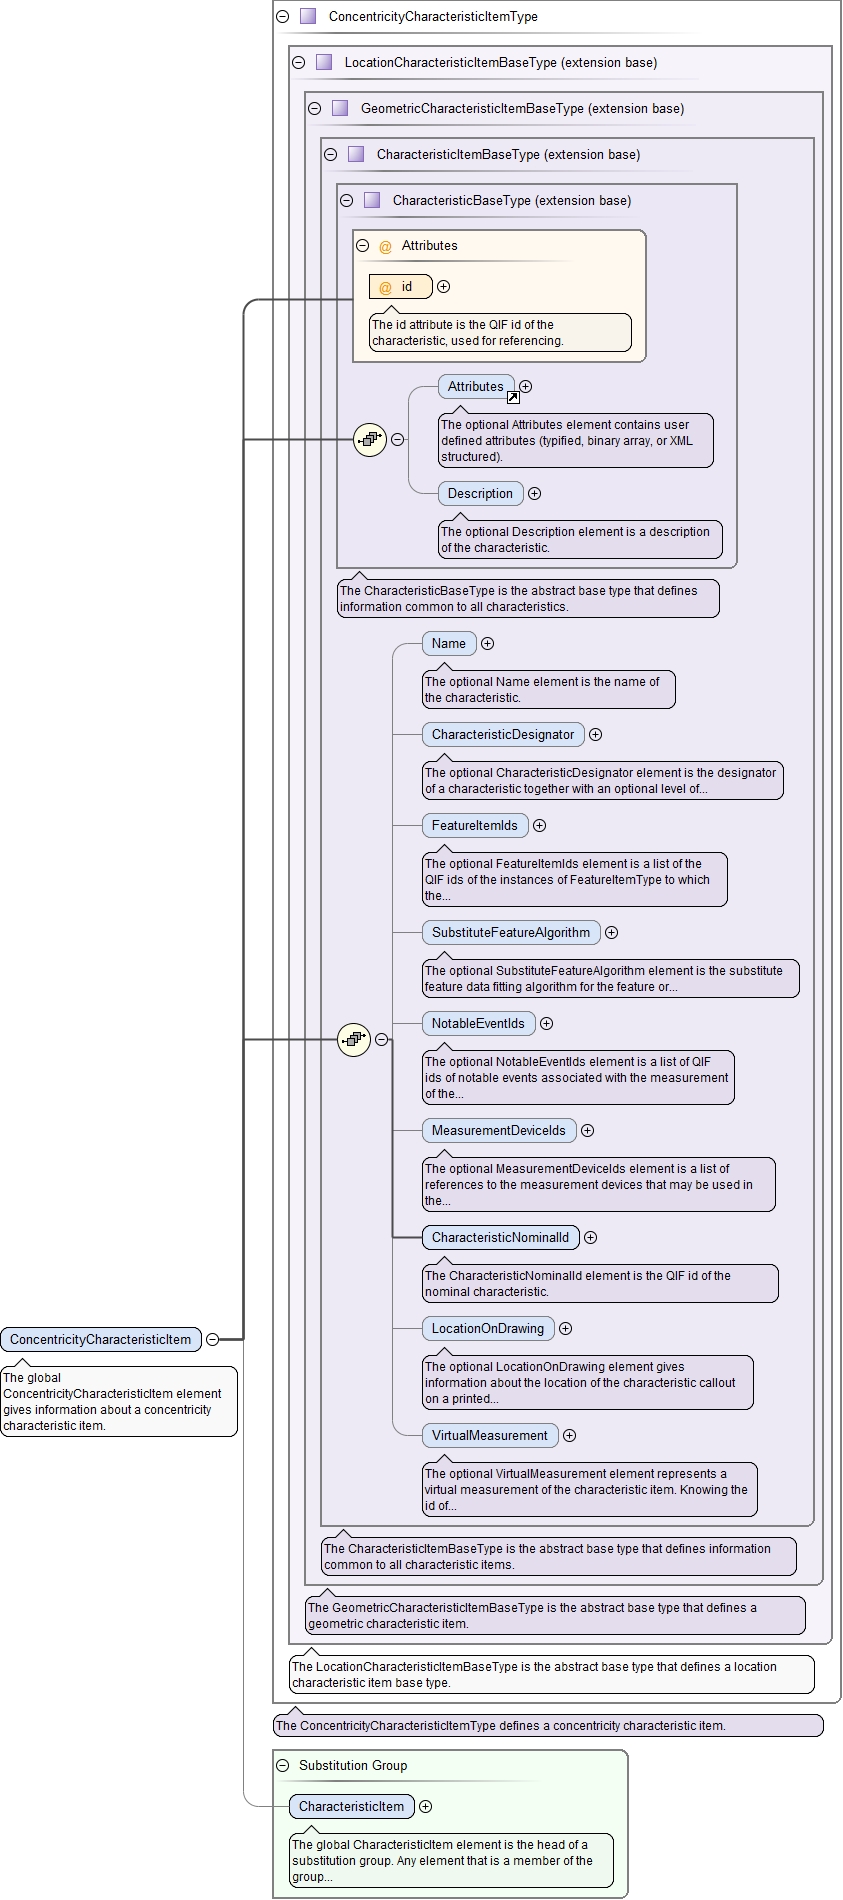 ConcentricityCharacteristicItemType
LocationCharacteristicItemBaseType (extension base)
GeometricCharacteristicItemBaseType (extension base)
CharacteristicItemBaseType (extension base)
CharacteristicBaseType (extension base)
@ Attributes
@ id
The id attribute is the QIF id of the
characteristic, used for referencing.
Attributes
The optional Attributes element contains user
defined attributes (typified, binary array, or XML
structured).
Description
The optional Description element is a description
of the characteristic.
The CharacteristicBaseType is the abstract base type that defines
information common to all characteristics.
Name
The optional Name element is the name of
the characteristic.
CharacteristicDesignator
The optional CharacteristicDesignator element is the designator
of a characteristic together with an optional level of...
FeatureItemIds
The optional FeatureItemIds element is a list of the
QIF ids of the instances of FeatureItemType to which
the...
SubstituteFeatureAlgorithm
The optional SubstituteFeatureAlgorithm element is the substitute
feature data fitting algorithm for the feature or...
NotableEventIds
The optional NotableEventIds element is a list of QIF
ids of notable events associated with the measurement
of the...
MeasurementDeviceIds
The optional MeasurementDeviceIds element is a list of
references to the measurement devices that may be used in
the...
CharacteristicNominalId
The CharacteristicNominalId element is the QIF id of the
nominal characteristic.
LocationOnDrawing
The optional LocationOnDrawing element gives
information about the location of the characteristic callout
on a printed...
VirtualMeasurement
The optional VirtualMeasurement element represents a
virtual measurement of the characteristic item. Knowing the
id of...
The CharacteristicItemBaseType is the abstract base type that defines information
common to all characteristic items.
The GeometricCharacteristicItemBaseType is the abstract base type that defines a
geometric characteristic item.
The LocationCharacteristicItemBaseType is the abstract base type that defines a location
characteristic item base type.
The ConcentricityCharacteristicItemType defines a concentricity characteristic item.
ConcentricityCharacteristicItem
The global
ConcentricityCharacteristicItem element
gives information about a concentricity
characteristic item.
Substitution Group
CharacteristicItem
The global CharacteristicItem element is the head of a
substitution group. Any element that is a member of the
group...